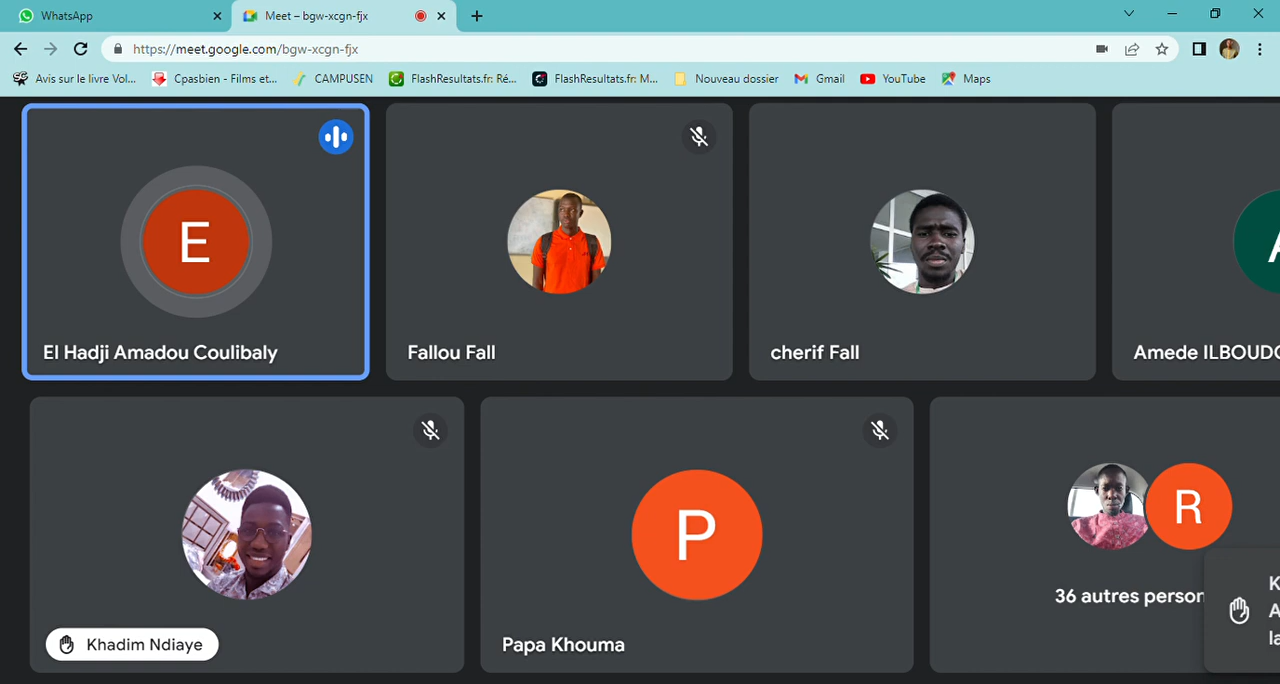 WhatsApp
Meet – bgw-xcgn-fjx
https://meet.google.com/bgw-xcgn-fjx
Avis sur le livre Vol... Cpasbien - Films et... CAMPUSEN FlashResultats.fr: Ré... FlashResultats.fr: M... Nouveau dossier Gmail YouTube Maps
E
A
El Hadji Amadou Coulibaly
Fallou Fall
cherif Fall
Amede ILBOUDO
P
R
36 autres person
K
A
la
Khadim Ndiaye
Papa Khouma